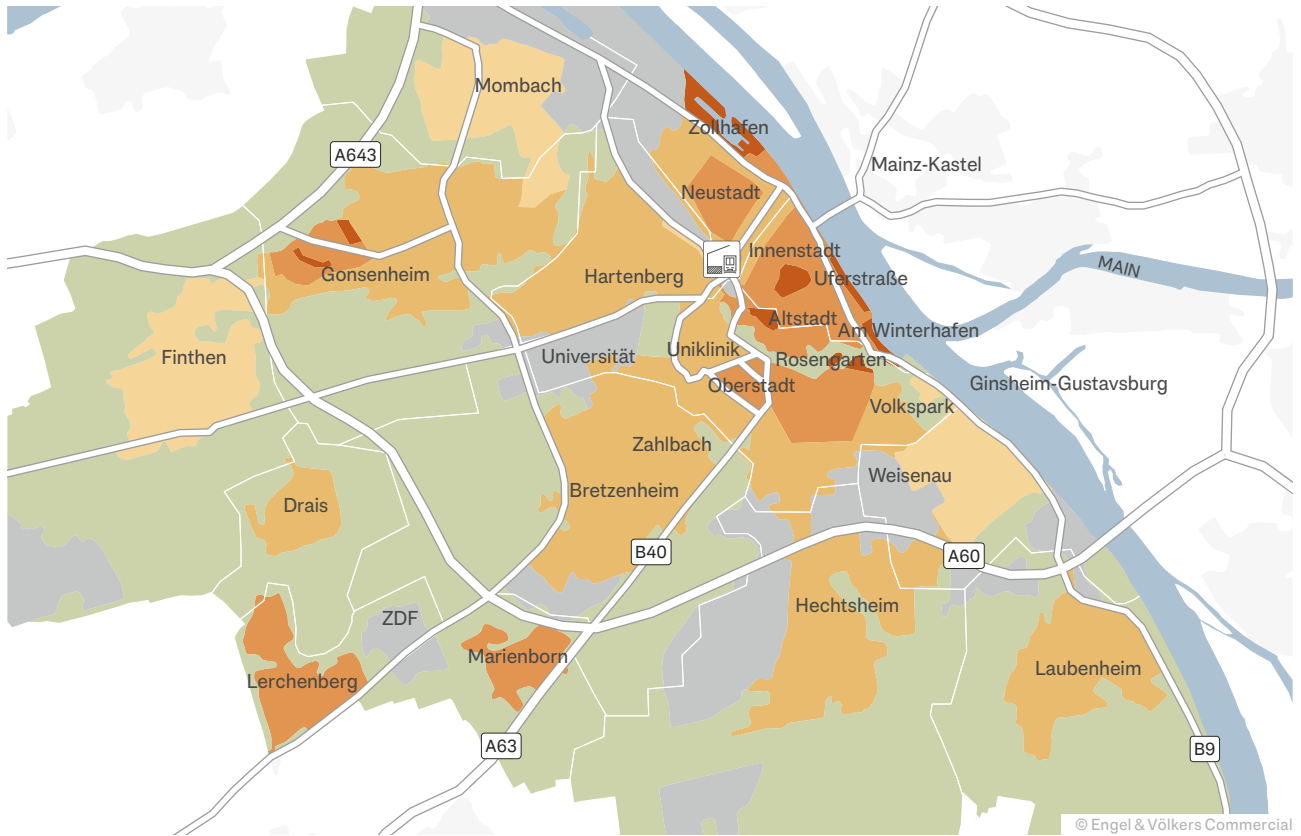 Mombach
Zollhafen
A643
Mainz-Kastel
Neustadt
Innenstadt
MAIN
Gonsenheim
Hartenberg
Uferstraße
Altstadt
Am Winterhafen
Finthen
Universität
Uniklinik
Rosengarten
Oberstadt
Ginsheim-Gustavsburg
Volkspark
Zahlbach
Weisenau
Bretzenheim
Drais
B40
A60
Hechtsheim
ZDF
Marienborn
Laubenheim
Lerchenberg
A63
B9
© Engel & Völkers Commercial